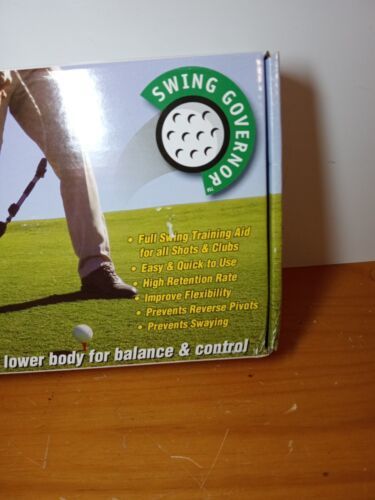 SWING GOVERNOR
TM
• Full Swing Training Aid
for all Shots & Clubs
• Easy & Quick to Use
• High Retention Rate
• Improve Flexibility
• Prevents Reverse Pivots
• Prevents Swaying
lower body for balance & control